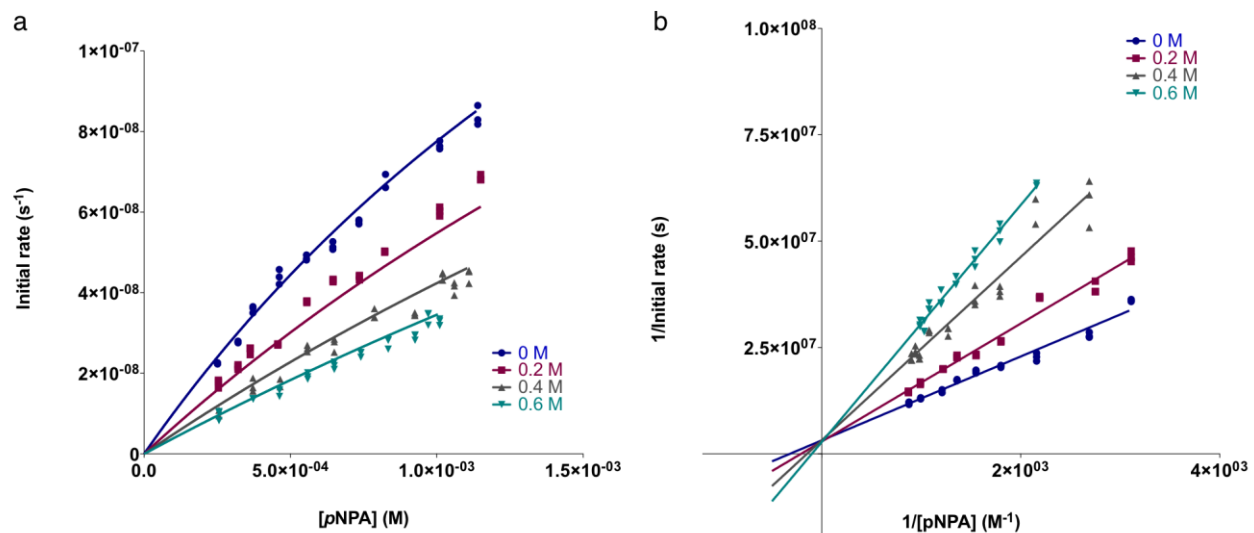 a
1×10⁻⁰⁷
8×10⁻⁰⁸
6×10⁻⁰⁸
4×10⁻⁰⁸
2×10⁻⁰⁸
0
Initial rate (s⁻¹)
0 M
0.2 M
0.4 M
0.6 M
0.0
5.0×10⁻⁰⁴
1.0×10⁻⁰³
1.5×10⁻⁰³
[pNPA] (M)
b
1.0×10⁰⁸
7.5×10⁰⁷
5.0×10⁰⁷
2.5×10⁰⁷
1/Initial rate (s)
0 M
0.2 M
0.4 M
0.6 M
2×10⁰³
4×10⁰³
1/[pNPA] (M⁻¹)